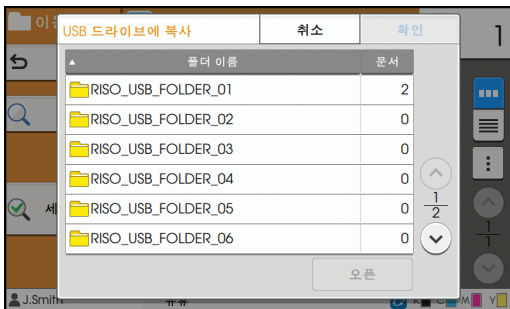 USB 드라이브에 복사
취소
확인
1
폴더 이름
문서
RISO_USB_FOLDER_01
2
RISO_USB_FOLDER_02
0
RISO_USB_FOLDER_03
0
RISO_USB_FOLDER_04
0
RISO_USB_FOLDER_05
0
RISO_USB_FOLDER_06
0
1
2
1
1
세
오픈
J.Smith
K C M Y